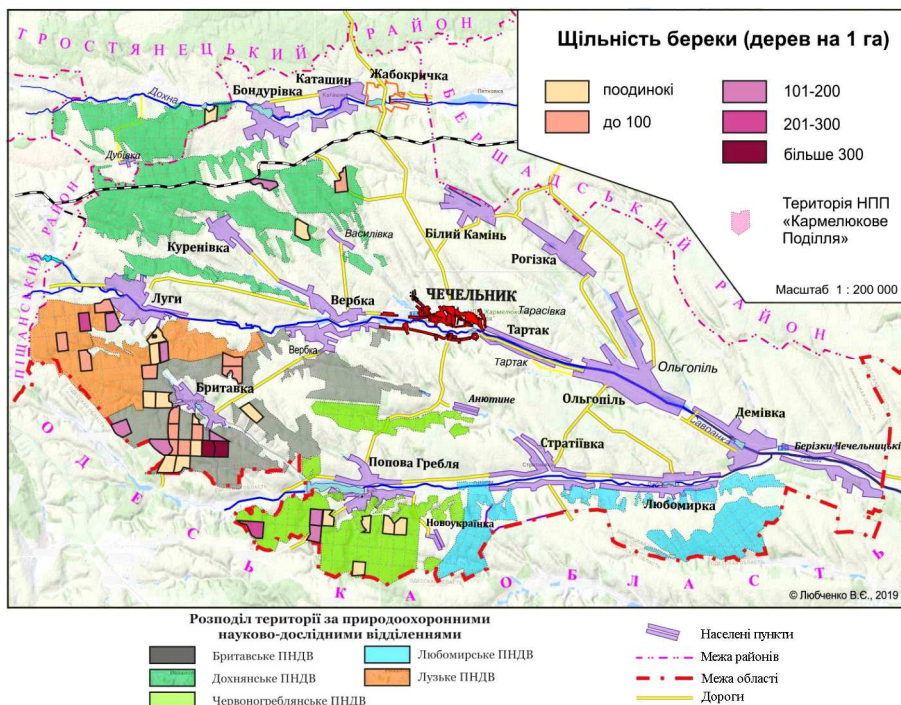 ТРОСТЯНЕЦЬКИЙ РАЙОН
БЕРШАДСЬКИЙ РАЙОН
ПІЩАНСЬКИЙ РАЙОН
ОДЕСЬКА ОБЛАСТЬ
Щільність береки (дерев на 1 га)
поодинокі
до 100
101-200
201-300
більше 300
Територія НПП
«Кармелюкове
Поділля»
Масштаб 1 : 200 000
Каташин
Жабокричка
Бондурівка
Дохна
Дубівка
Василівка
Куренівка
Білий Камінь
Рогізка
Луги
Вербка
ЧЕЧЕЛЬНИК
Тарасівка
Тартак
Тартак
Вербка
Бритавка
Ольгопіль
Ольгопіль
Анютине
Демівка
Савранка
Стратіївка
Берізки-Чечельницькі
Попова Гребля
Любомирка
Новоукраїнка
© Любченко В.Є., 2019
Розподіл території за природоохоронними
науково-дослідними відділеннями
Бритавське ПНДВ
Дохнянське ПНДВ
Червоногреблянське ПНДВ
Любомирське ПНДВ
Лузьке ПНДВ
Населені пункти
Межа районів
Межа області
Дороги